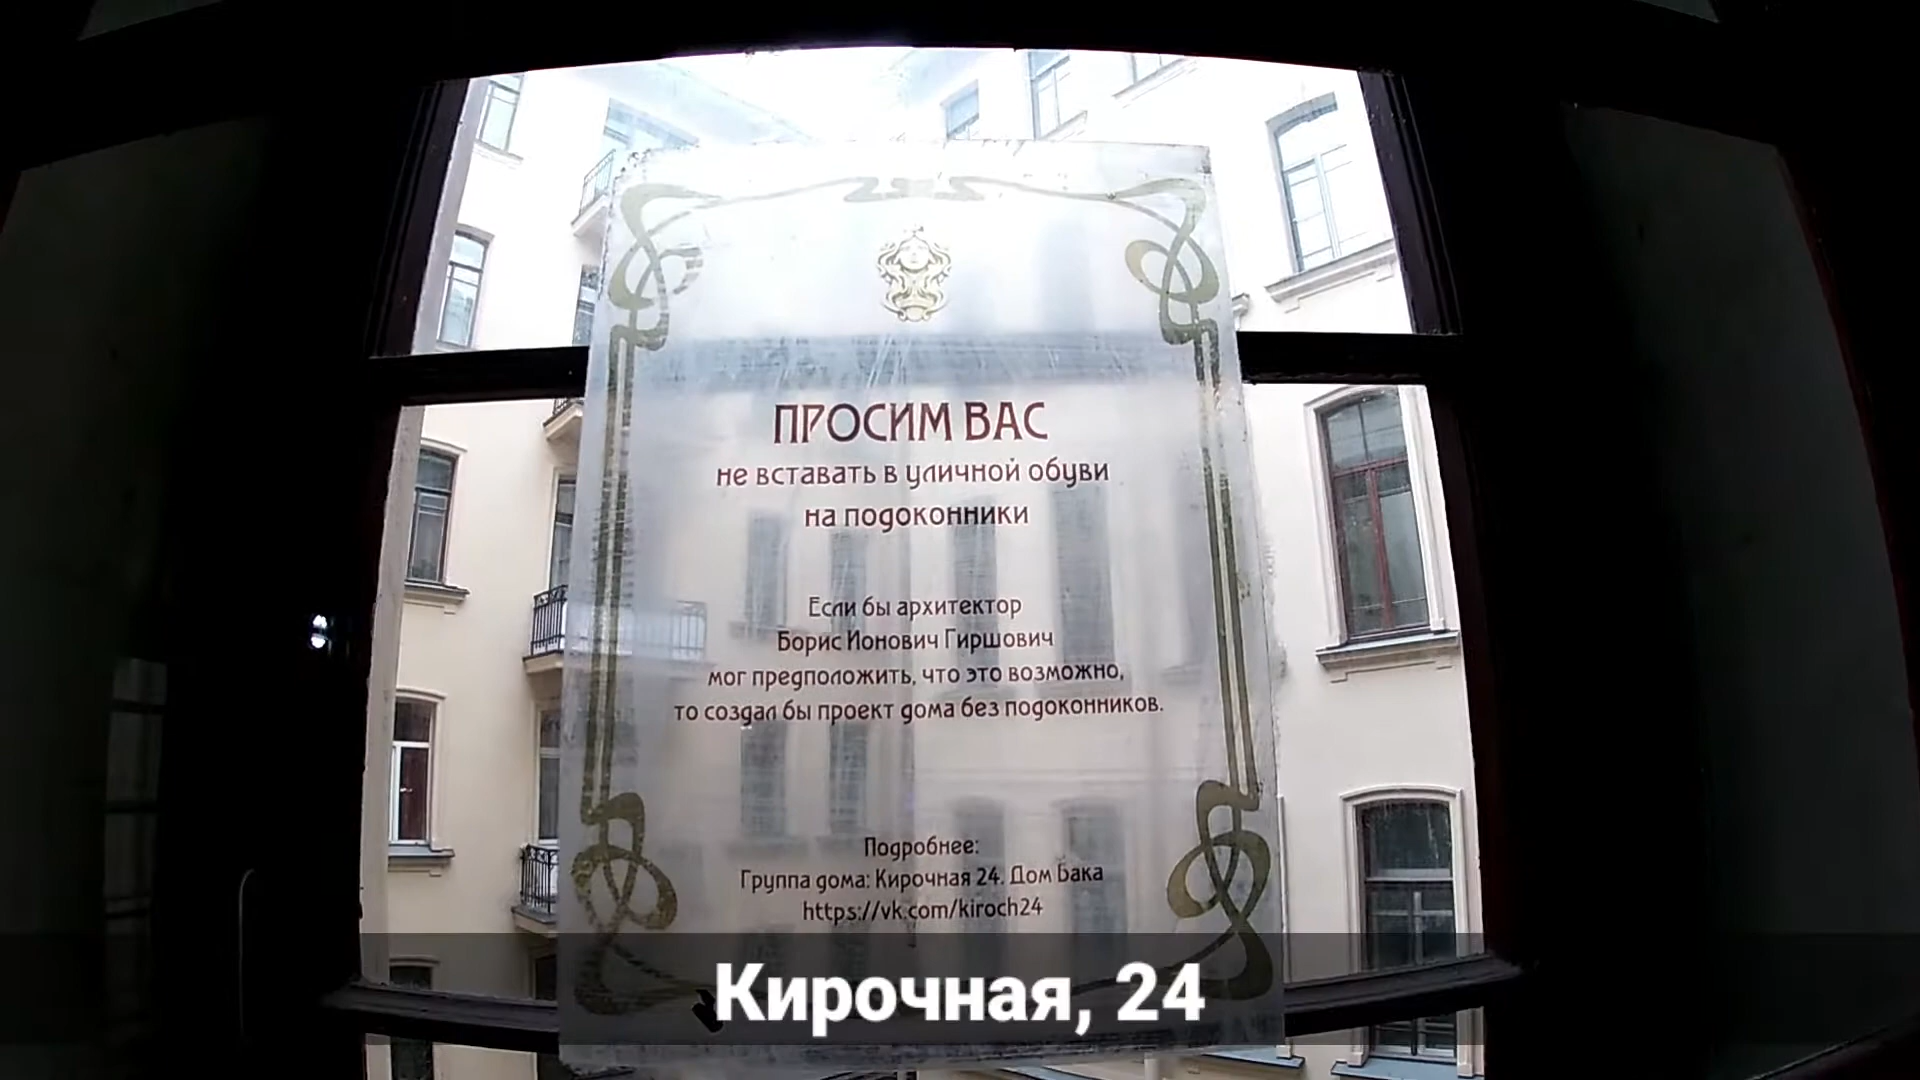 ПРОСИМ ВАС
не вставать в уличной обуви
на подоконники
Если бы архитектор
Борис Ионович Гиршович
мог предположить, что это возможно,
то создал бы проект дома без подоконников.
Подробнее:
Группа дома: Кирочная 24. Дом Бака
https://vk.com/kiroch24
Кирочная, 24